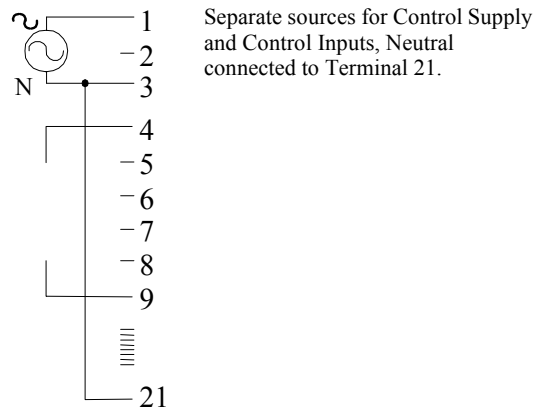 1
Separate sources for Control Supply
and Control Inputs, Neutral
connected to Terminal 21.
2
N
3
4
5
6
7
8
9
21